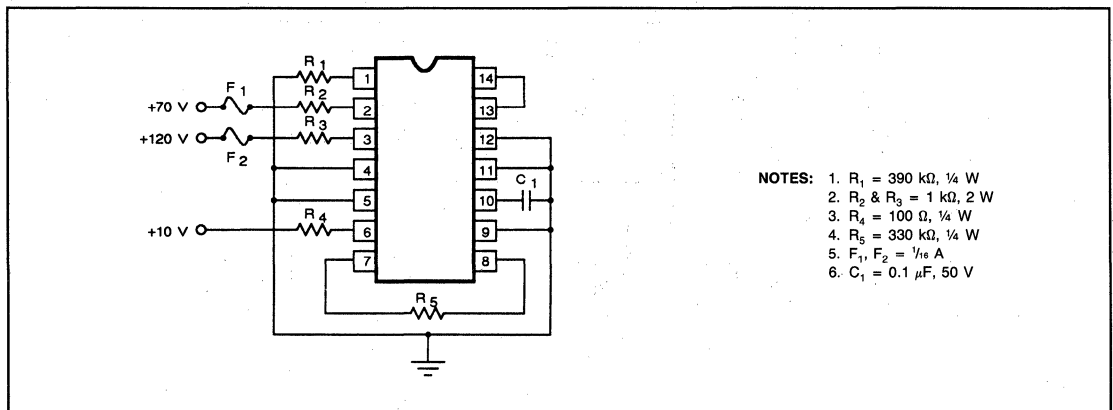 R1
1
14
F1
R2
+70 V
2
13
R3
+120 V
3
12
F2
4
11
C1
5
10
R4
+10 V
6
9
7
8
R5
NOTES: 1. R₁ = 390 kΩ, ¼ W
2. R₂ & R₃ = 1 kΩ, 2 W
3. R₄ = 100 Ω, ¼ W
4. R₅ = 330 kΩ, ¼ W
5. F₁, F₂ = 1/16 A
6. C₁ = 0.1 μF, 50 V